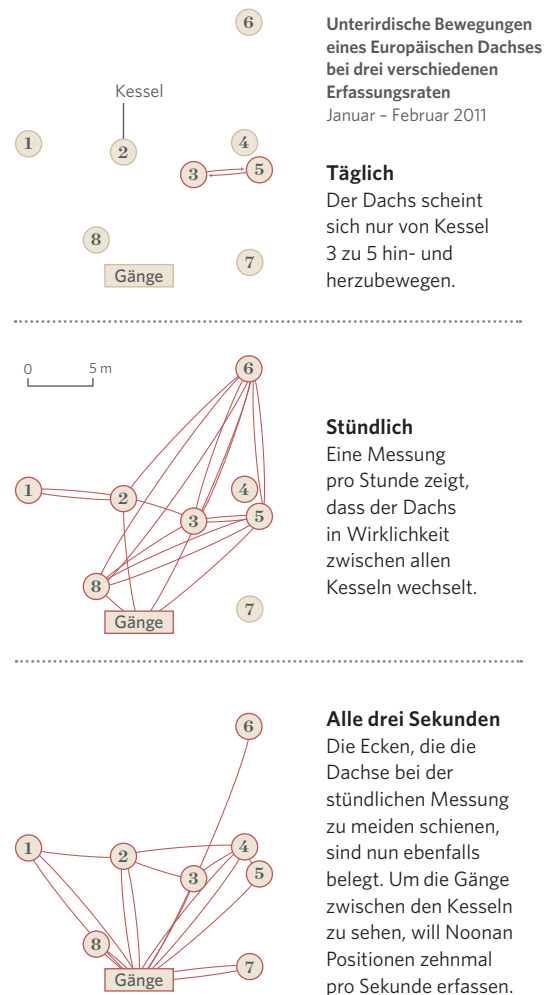 6
Unterirdische Bewegungen
eines Europäischen Dachses
bei drei verschiedenen
Erfassungsraten
Januar – Februar 2011
Kessel
1
2
4
3
5
8
7
Gänge
Täglich
Der Dachs scheint
sich nur von Kessel
3 zu 5 hin- und
herzubewegen.
0
5 m
6
1
2
4
3
5
8
7
Gänge
Stündlich
Eine Messung
pro Stunde zeigt,
dass der Dachs
in Wirklichkeit
zwischen allen
Kesseln wechselt.
6
1
2
4
3
5
8
7
Gänge
Alle drei Sekunden
Die Ecken, die die
Dachse bei der
stündlichen Messung
zu meiden schienen,
sind nun ebenfalls
belegt. Um die Gänge
zwischen den Kesseln
zu sehen, will Noonan
Positionen zehnmal
pro Sekunde erfassen.